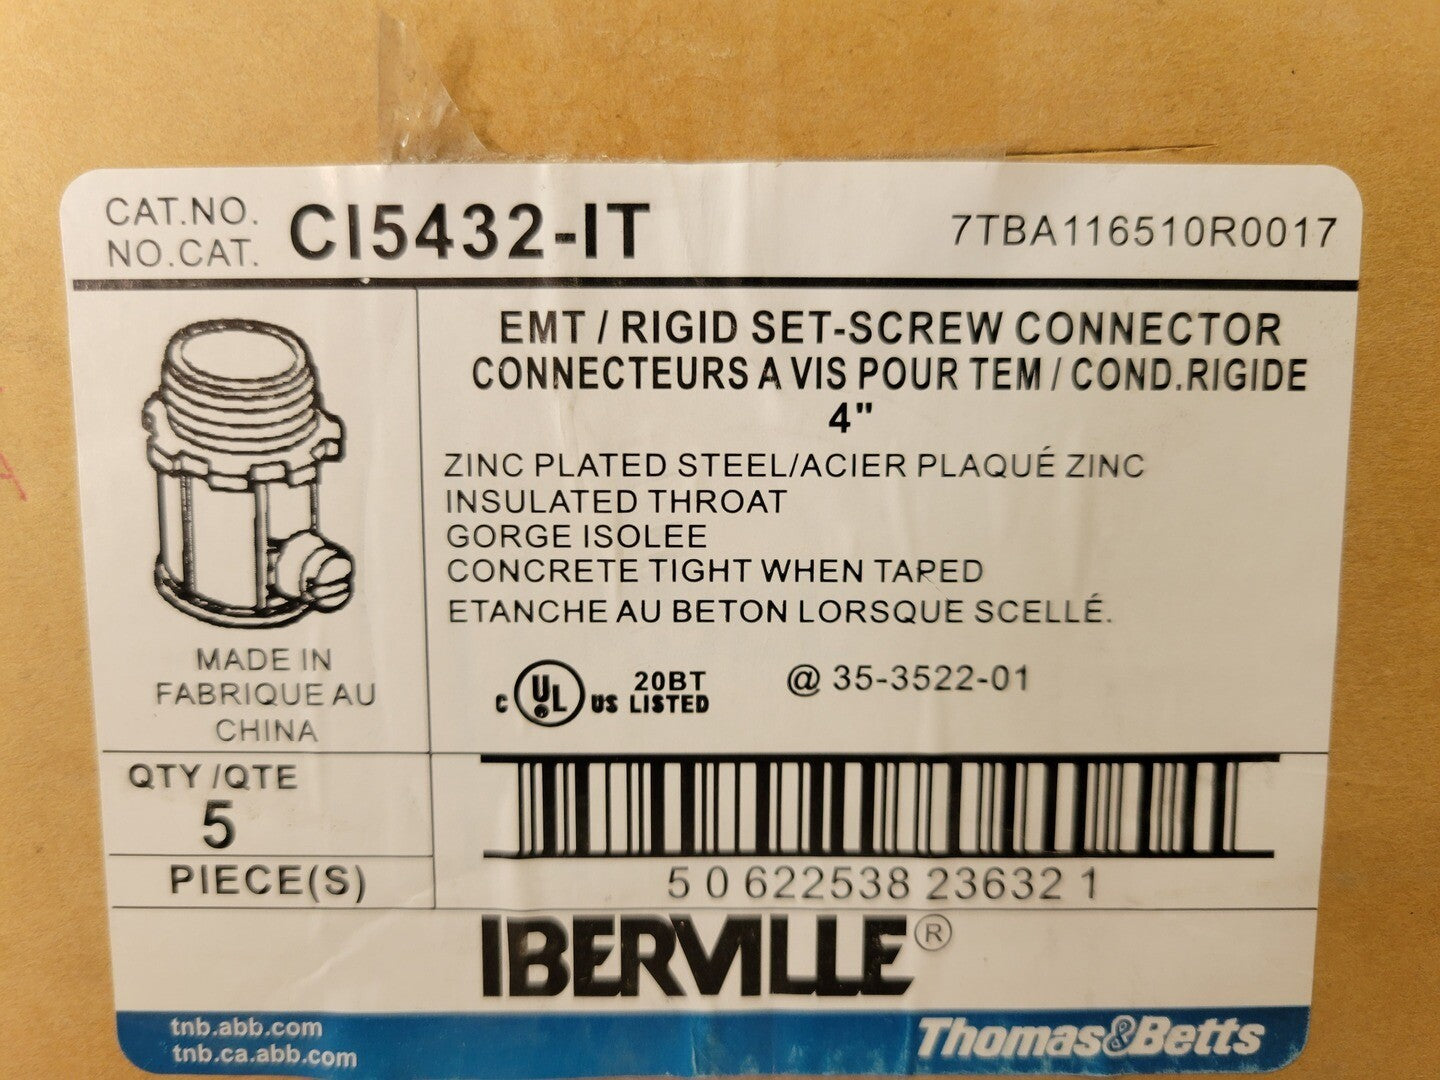 CAT.NO. CI5432-IT 7TBA116510R0017
NO.CAT.
EMT / RIGID SET-SCREW CONNECTOR
CONNECTEURS A VIS POUR TEM / COND.RIGIDE
4"
ZINC PLATED STEEL/ACIER PLAQUÉ ZINC
INSULATED THROAT
GORGE ISOLEE
CONCRETE TIGHT WHEN TAPED
ETANCHE AU BETON LORSQUE SCELLÉ.
C UL US 20BT LISTED @ 35-3522-01
MADE IN
FABRIQUE AU
CHINA
QTY /QTE
5
PIECE(S)
5 0 622538 23632 1
IBERVILLE®
tnb.abb.com
tnb.ca.abb.com
Thomas&Betts